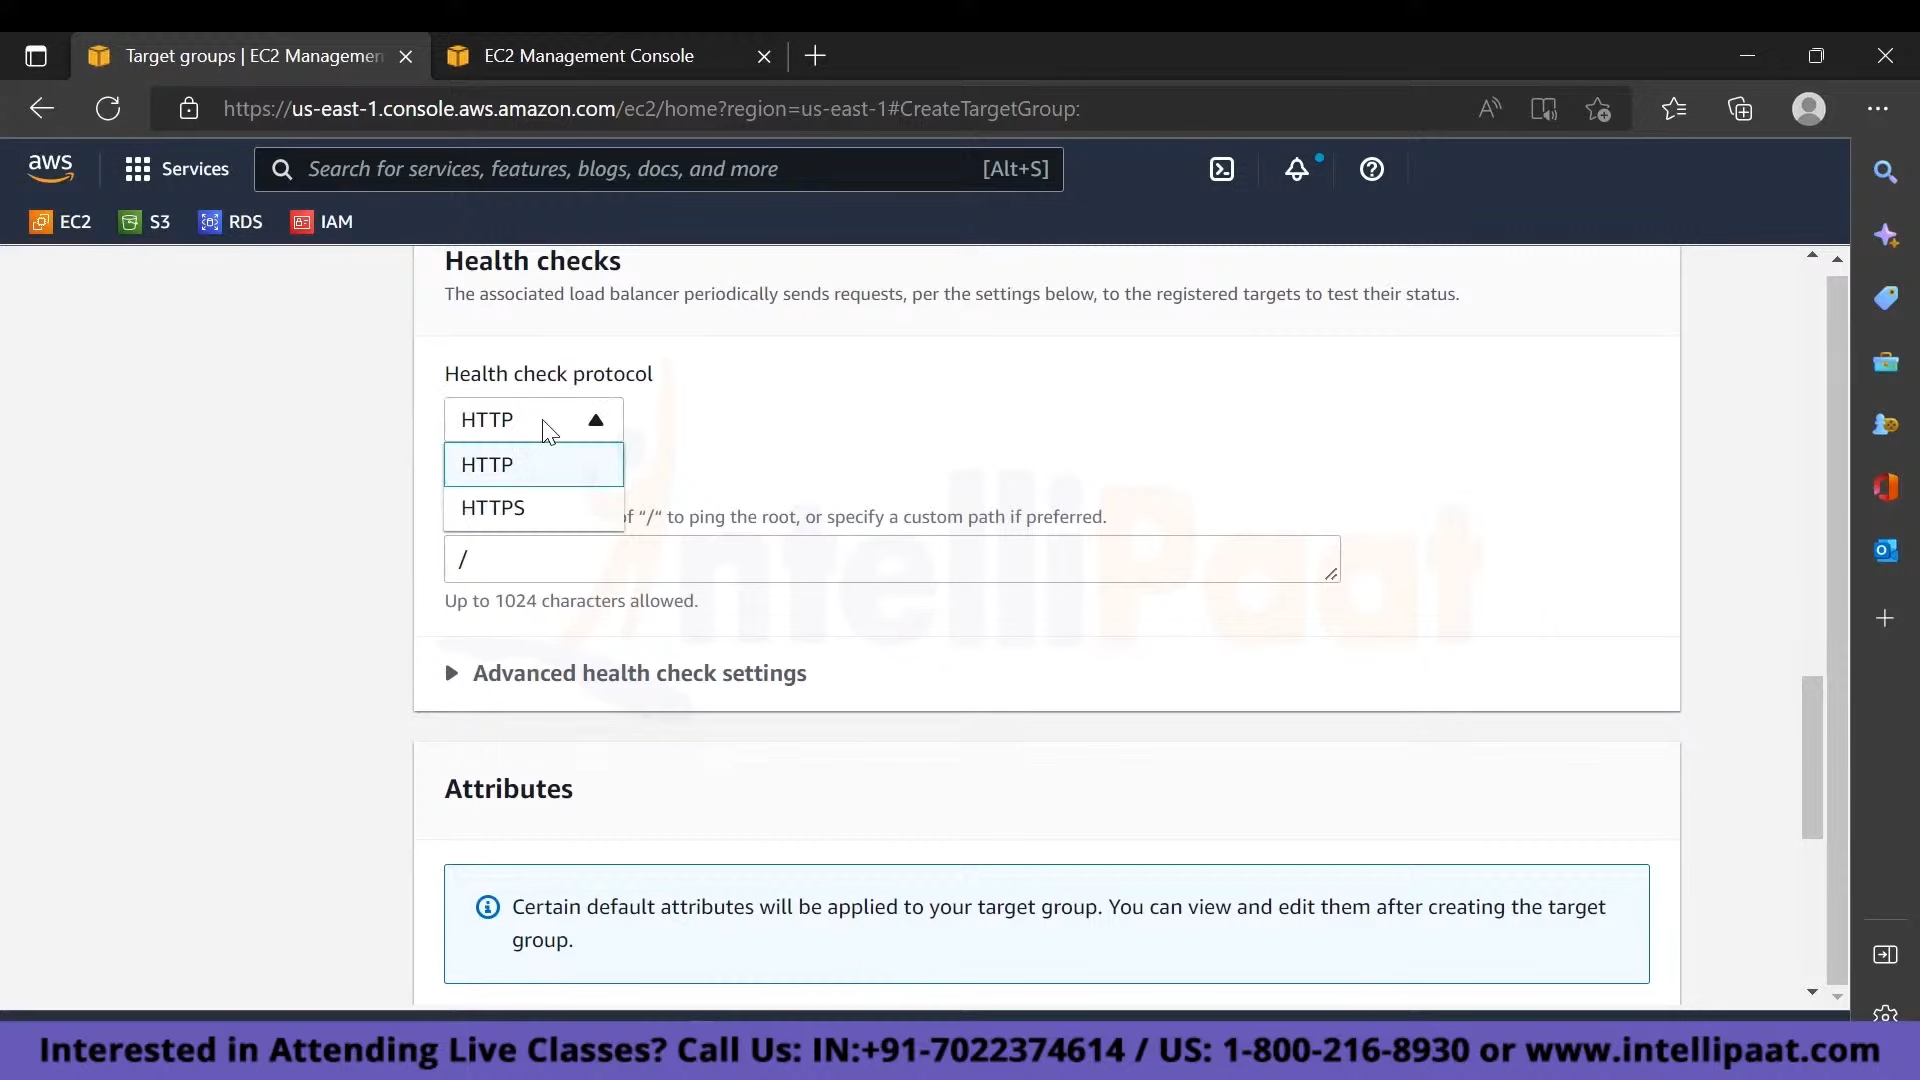 Target groups | EC2 Managemen
EC2 Management Console
https://us-east-1.console.aws.amazon.com/ec2/home?region=us-east-1#CreateTargetGroup:
aws
Services
Search for services, features, blogs, docs, and more
[Alt+S]
EC2
S3
RDS
IAM
Health checks
The associated load balancer periodically sends requests, per the settings below, to the registered targets to test their status.
Health check protocol
HTTP
HTTP
HTTPS
of "/" to ping the root, or specify a custom path if preferred.
/
Up to 1024 characters allowed.
IntelliPaat
Advanced health check settings
Attributes
Certain default attributes will be applied to your target group. You can view and edit them after creating the target
group.
Interested in Attending Live Classes? Call Us: IN:+91-7022374614 / US: 1-800-216-8930 or www.intellipaat.com